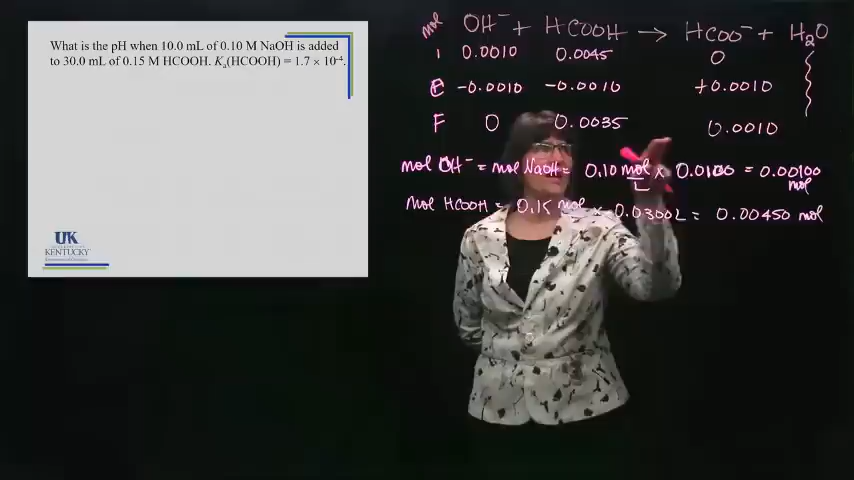 What is the pH when 10.0 mL of 0.10 M NaOH is added
to 30.0 mL of 0.15 M HCOOH. Kₐ(HCOOH) = 1.7 × 10⁻⁴.
UK
KENTUCKY
mol OH⁻ + HCOOH → HCOO⁻ + H₂O
I 0.0010 0.0045 0
C -0.0010 -0.0010 +0.0010
F 0 0.0035 0.0010
mol OH⁻ = mol NaOH = 0.10 mol/L × 0.0100 = 0.00100 mol
mol HCOOH = 0.15 × 0.0300L = 0.00450 mol